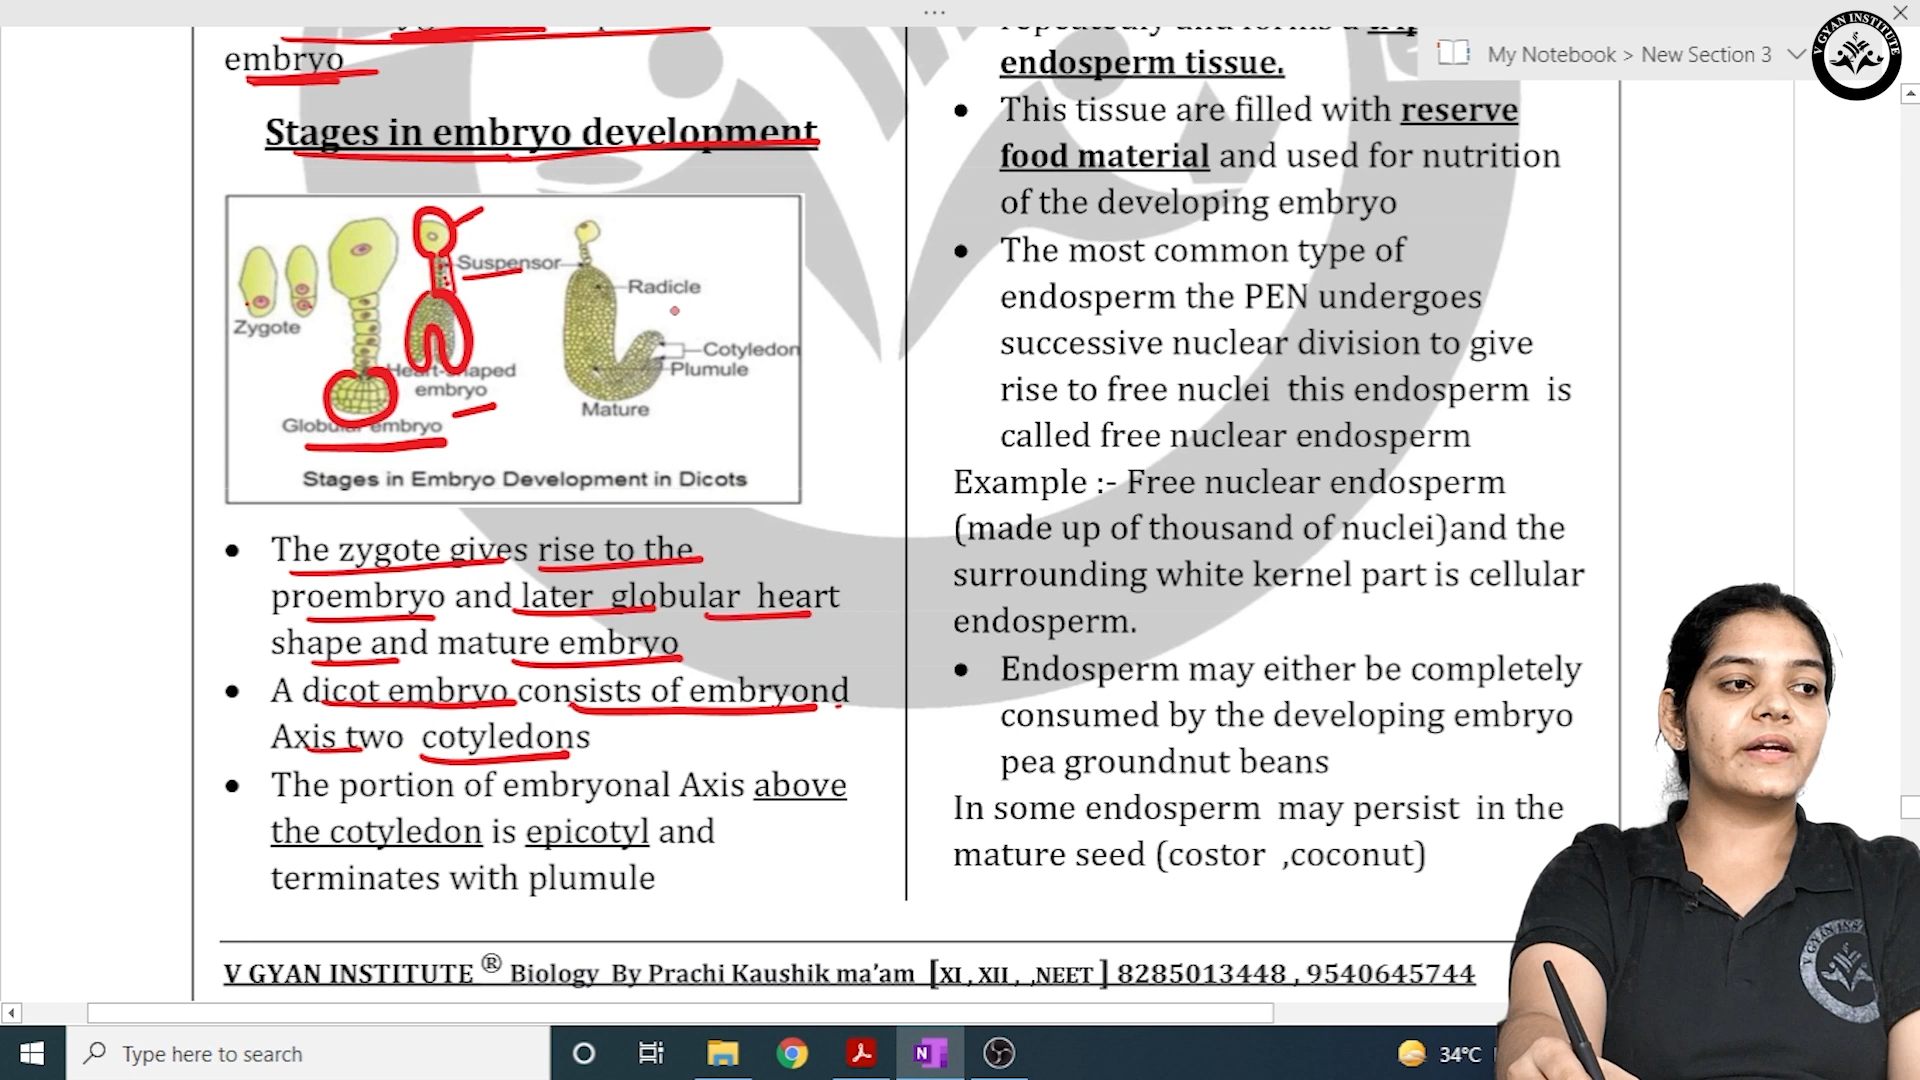 embryo
Stages in embryo development
Suspensor
Radicle
Zygote
Cotyledon
Heart-shaped
Plumule
embryo
Mature
Globular embryo
Stages in Embryo Development in Dicots
• The zygote gives rise to the
proembryo and later globular heart
shape and mature embryo
• A dicot embryo consists of embryond
Axis two cotyledons
• The portion of embryonal Axis above
the cotyledon is epicotyl and
terminates with plumule
endosperm tissue.
• This tissue are filled with reserve
food material and used for nutrition
of the developing embryo
• The most common type of
endosperm the PEN undergoes
successive nuclear division to give
rise to free nuclei this endosperm is
called free nuclear endosperm
Example :- Free nuclear endosperm
(made up of thousand of nuclei)and the
surrounding white kernel part is cellular
endosperm.
• Endosperm may either be completely
consumed by the developing embryo
pea groundnut beans
In some endosperm may persist in the
mature seed (costor ,coconut)
My Notebook > New Section 3
V GYAN INSTITUTE
V GYAN INSTITUTE ® Biology By Prachi Kaushik ma'am [XI , XII , ,NEET ] 8285013448 , 9540645744
Type here to search
34°C